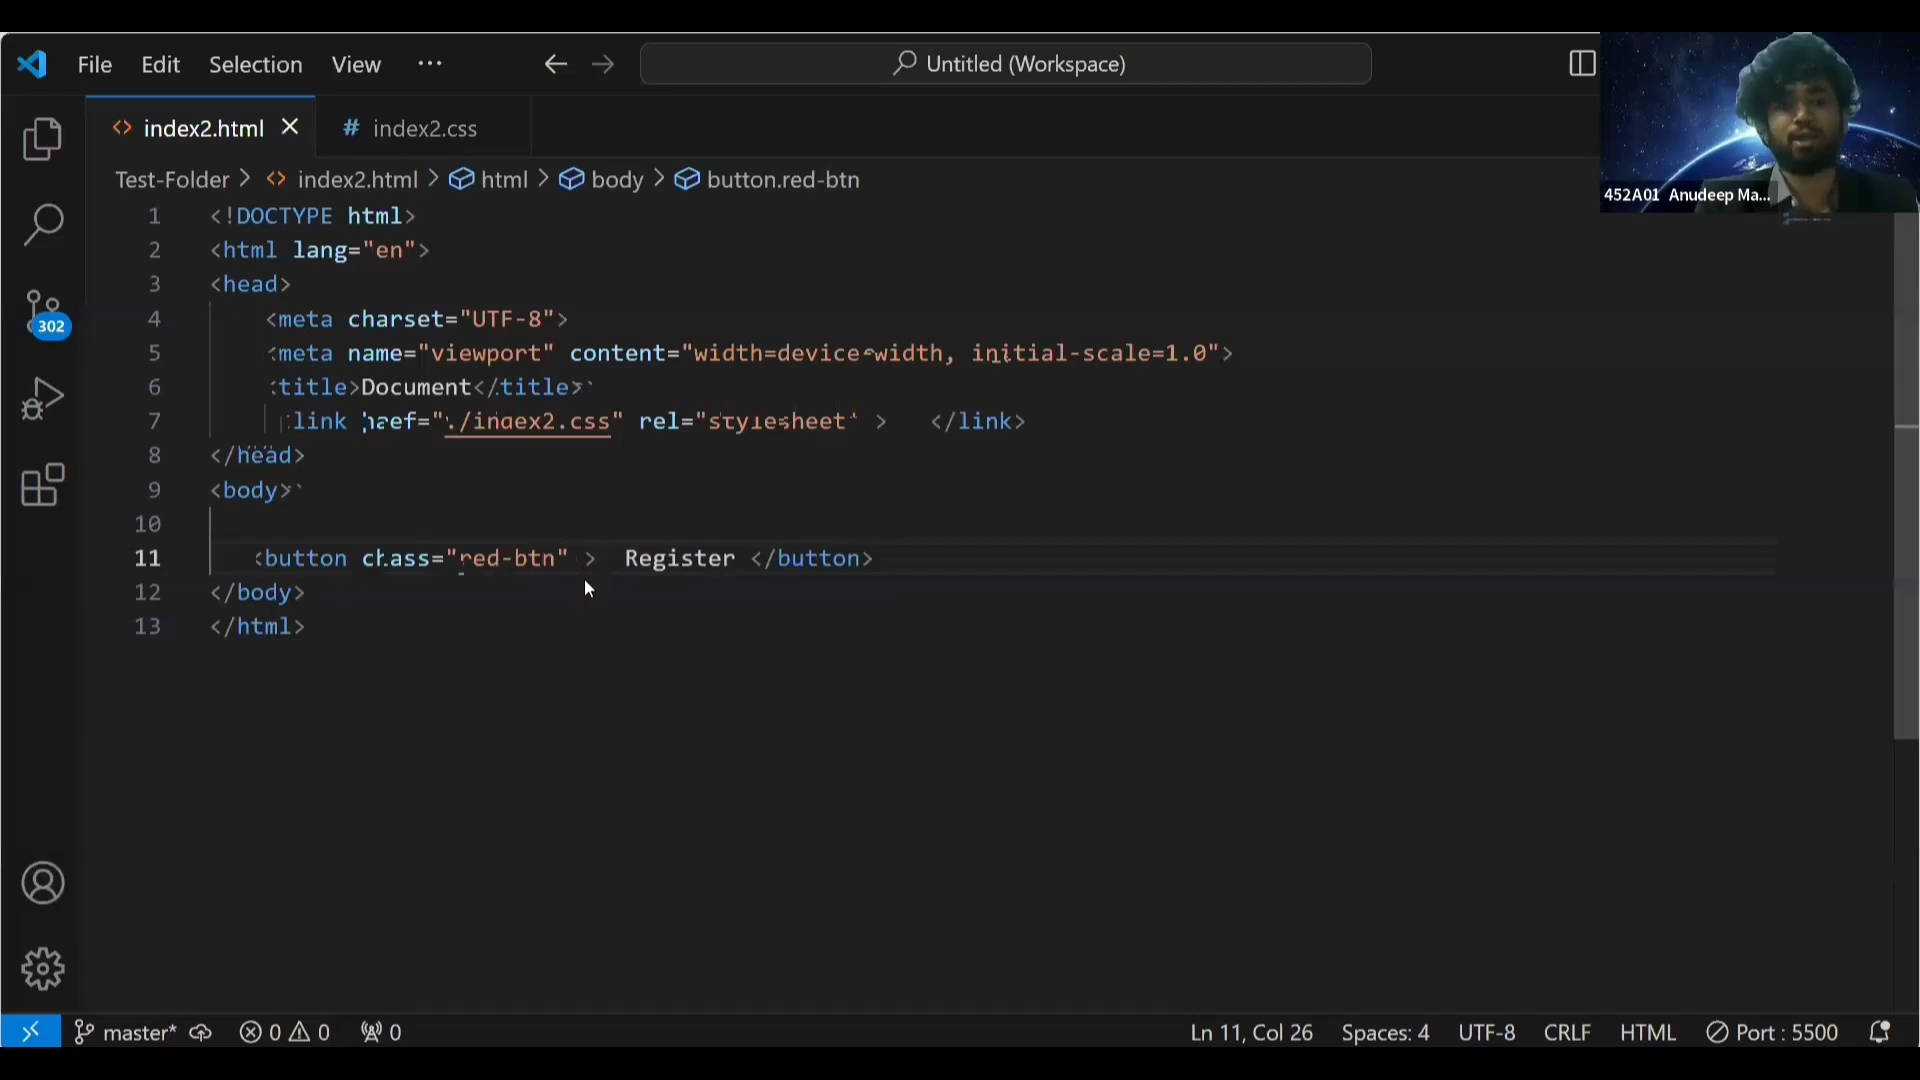 File Edit Selection View ··· Untitled (Workspace)
index2.html # index2.css
Test-Folder > index2.html > html > body > button.red-btn
452A01 Anudeep Ma...
1 <!DOCTYPE html>
2 <html lang="en">
3 <head>
4 <meta charset="UTF-8">
5 <meta name="viewport" content="width=device-width, initial-scale=1.0">
6 <title>Document</title>
7 <link href="./index2.css" rel="stylesheet" > </link>
8 </head>
9 <body>
10
11 <button class="red-btn" > Register </button>
12 </body>
13 </html>
302
master* 0 0 0 Ln 11, Col 26 Spaces: 4 UTF-8 CRLF HTML Port : 5500